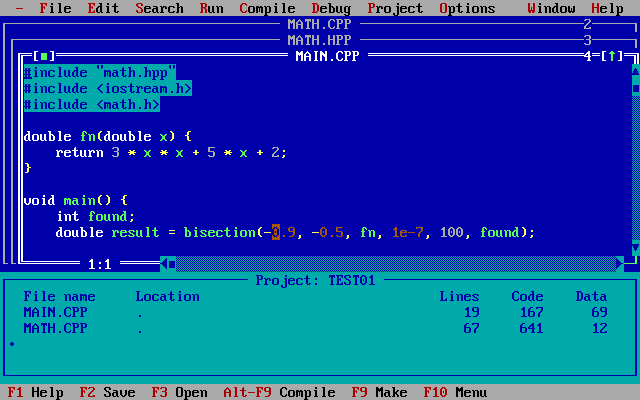 - File Edit Search Run Compile Debug Project Options Window Help
MATH.CPP 2
MATH.HPP 3
[■] MAIN.CPP 4=[↑]
#include "math.hpp"
#include <iostream.h>
#include <math.h>
double fn(double x) {
return 3 * x * x + 5 * x + 2;
}
void main() {
int found;
double result = bisection(-0.9, -0.5, fn, 1e-7, 100, found);
1:1
Project: TEST01
File name Location Lines Code Data
MAIN.CPP . 19 167 69
MATH.CPP . 67 641 12
F1 Help F2 Save F3 Open Alt-F9 Compile F9 Make F10 Menu